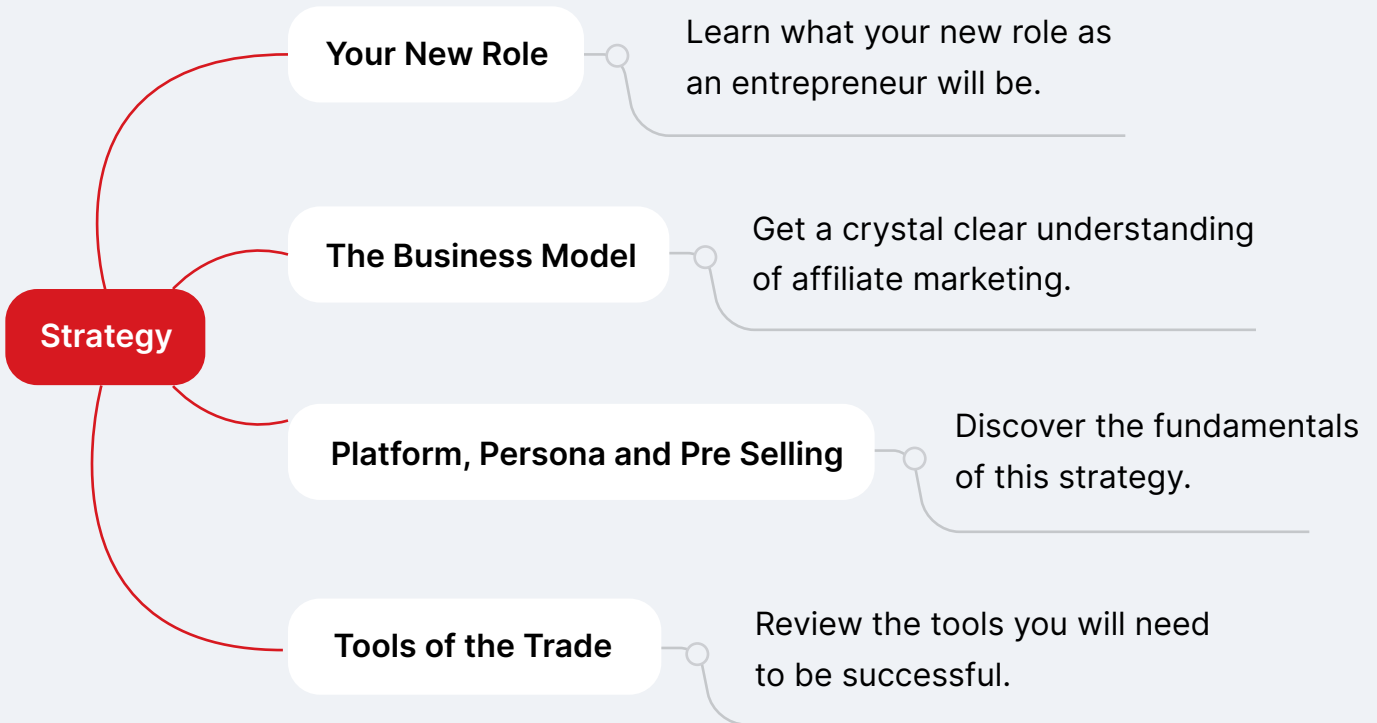 Strategy
Your New Role
Learn what your new role as
an entrepreneur will be.
The Business Model
Get a crystal clear understanding
of affiliate marketing.
Platform, Persona and Pre Selling
Discover the fundamentals
of this strategy.
Tools of the Trade
Review the tools you will need
to be successful.